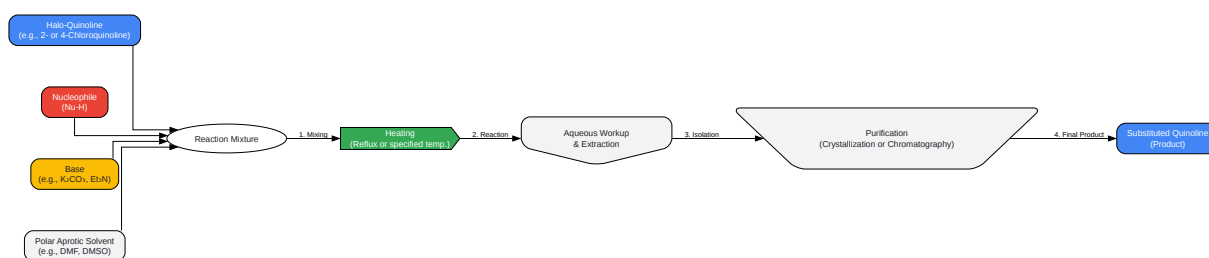 Halo-Quinoline
(e.g., 2- or 4-Chloroquinoline)
Nucleophile
(Nu-H)
Base
(e.g., K₂CO₃, Et₃N)
Polar Aprotic Solvent
(e.g., DMF, DMSO)
Reaction Mixture
1. Mixing
Heating
(Reflux or specified temp.)
2. Reaction
Aqueous Workup
& Extraction
3. Isolation
Purification
(Crystallization or Chromatography)
4. Final Product
Substituted Quinoline
(Product)